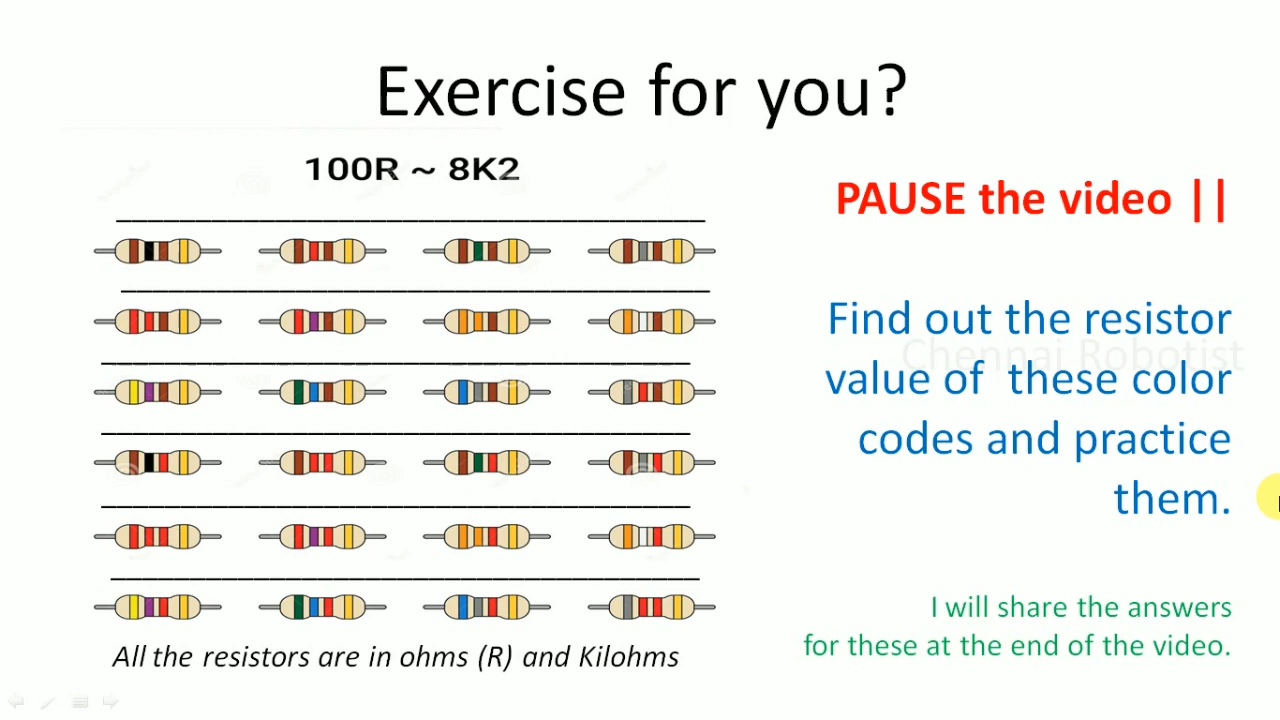 Exercise for you?
100R ~ 8K2
PAUSE the video ||
Find out the resistor
value of these color
codes and practice
them.
Chennai Robotist
I will share the answers
for these at the end of the video.
All the resistors are in ohms (R) and Kilohms